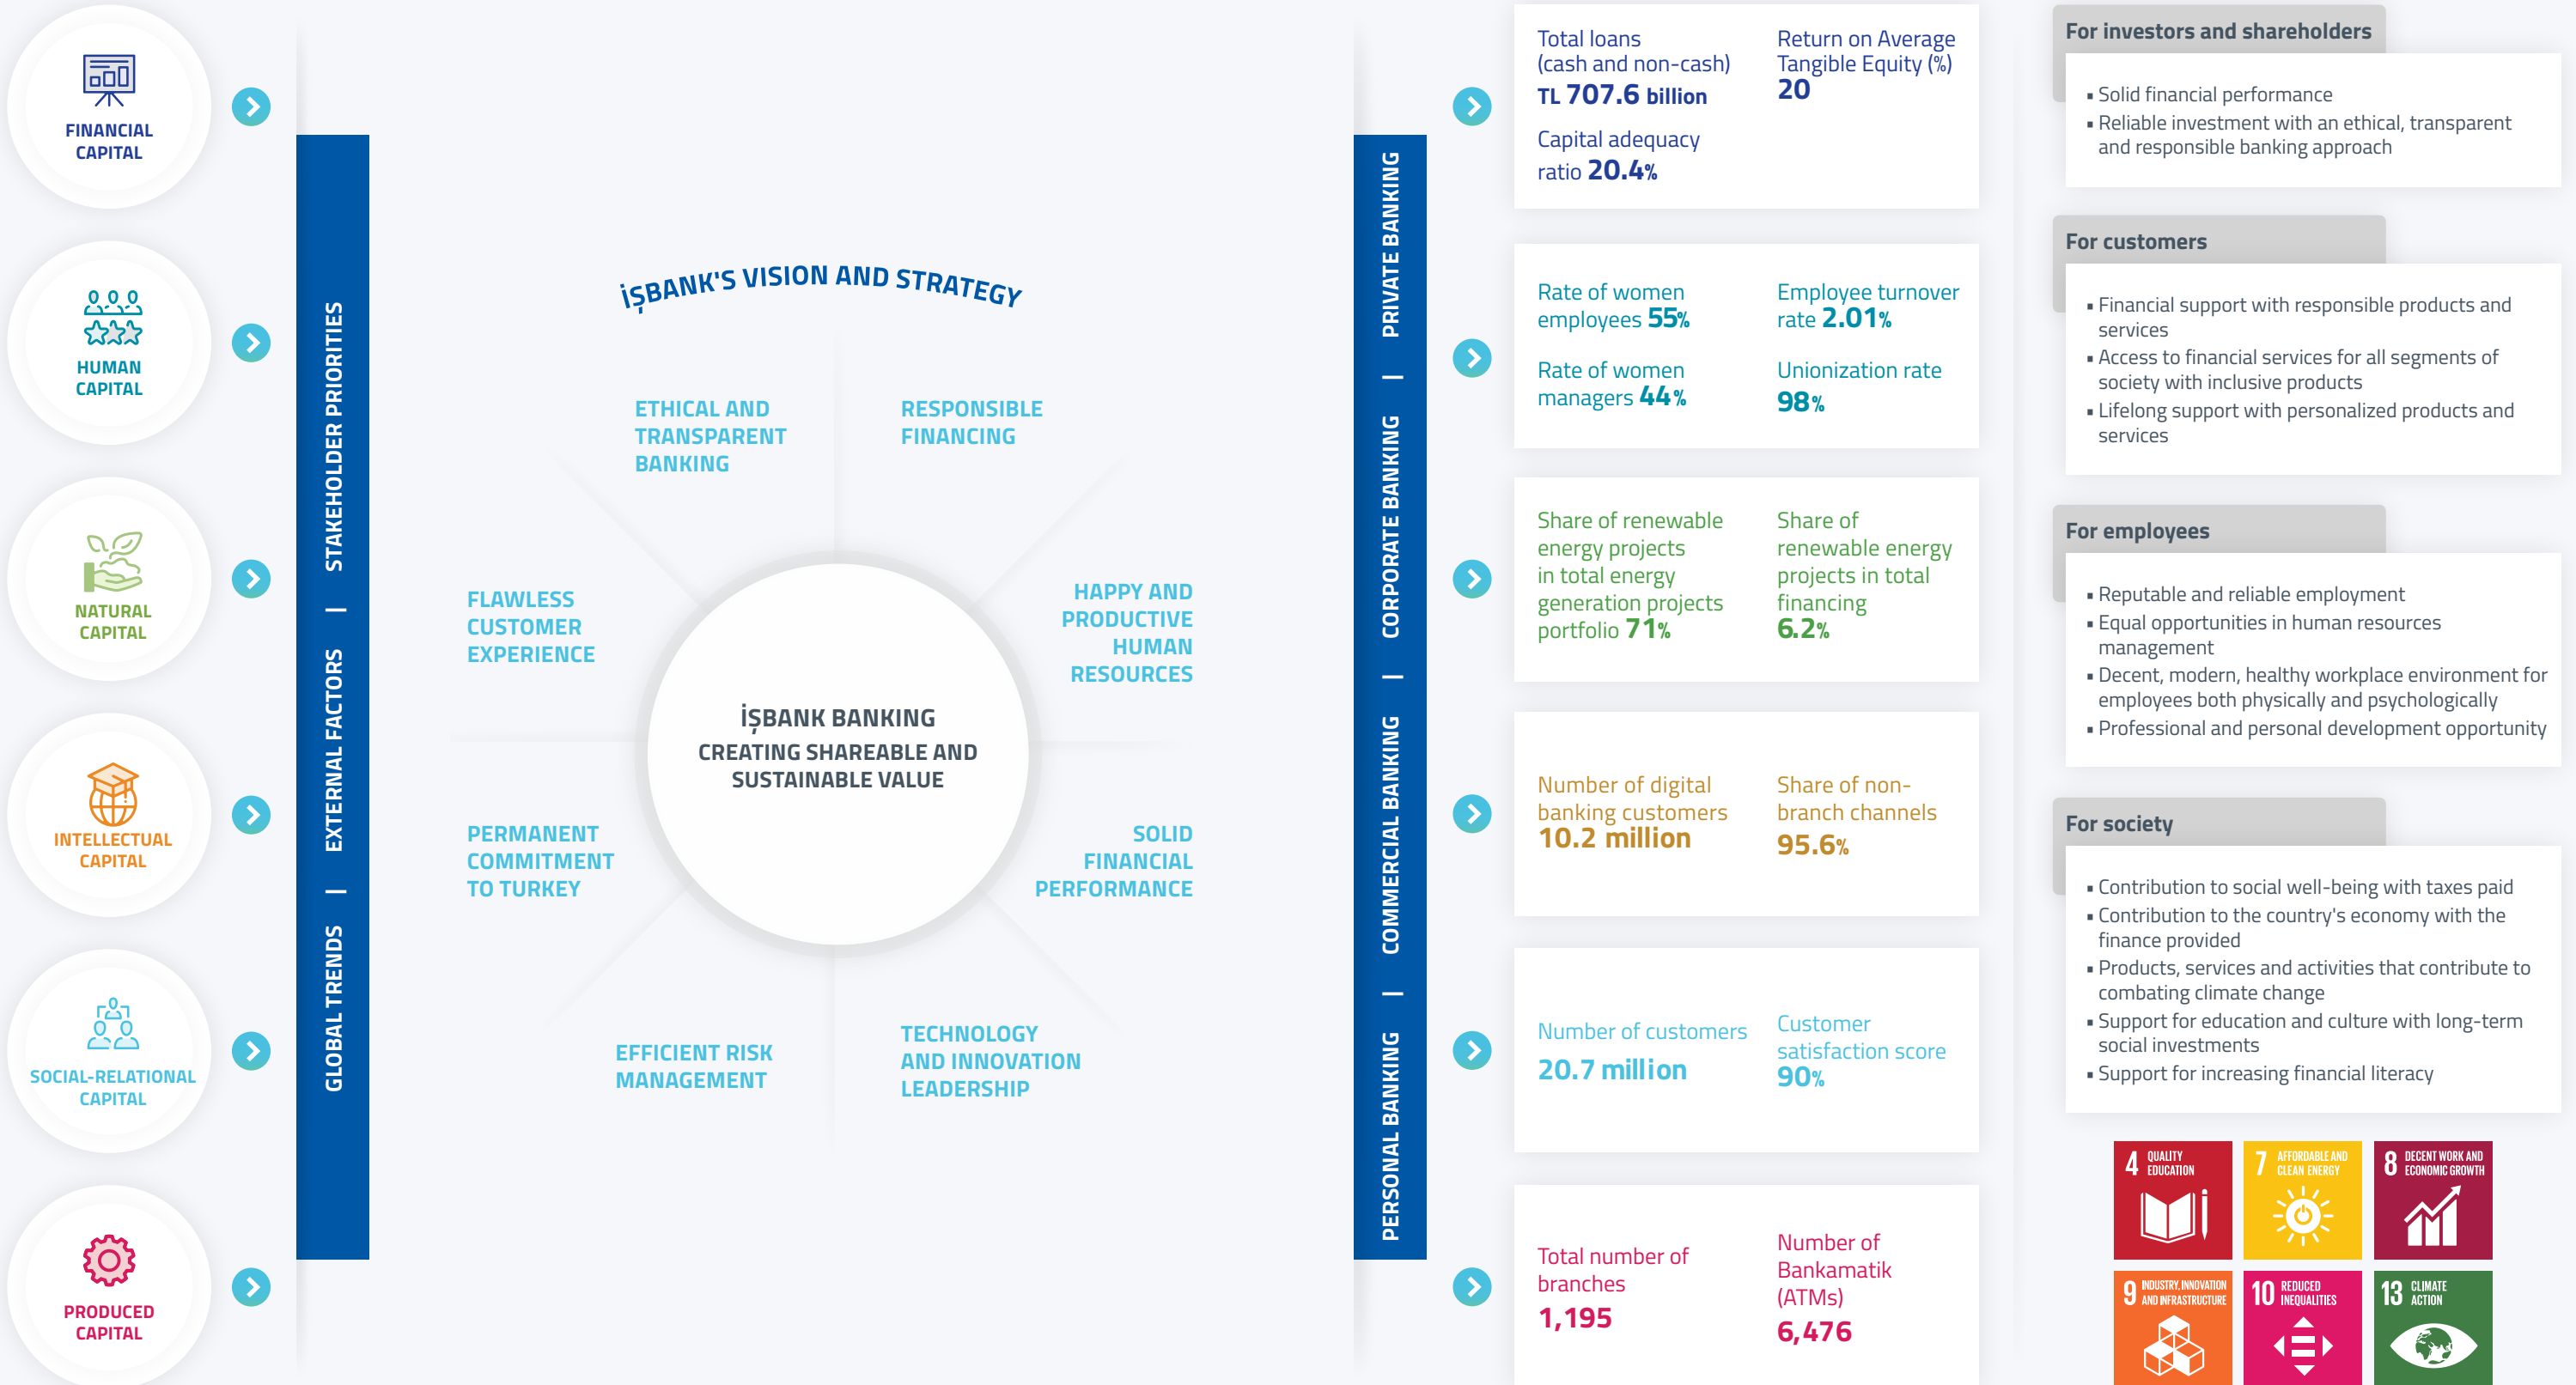 FINANCIAL
CAPITAL
HUMAN
CAPITAL
NATURAL
CAPITAL
INTELLECTUAL
CAPITAL
SOCIAL-RELATIONAL
CAPITAL
PRODUCED
CAPITAL
GLOBAL TRENDS | EXTERNAL FACTORS | STAKEHOLDER PRIORITIES
İŞBANK'S VISION AND STRATEGY
ETHICAL AND
TRANSPARENT
BANKING
RESPONSIBLE
FINANCING
FLAWLESS
CUSTOMER
EXPERIENCE
HAPPY AND
PRODUCTIVE
HUMAN
RESOURCES
İŞBANK BANKING
CREATING SHAREABLE AND
SUSTAINABLE VALUE
PERMANENT
COMMITMENT
TO TURKEY
SOLID
FINANCIAL
PERFORMANCE
EFFICIENT RISK
MANAGEMENT
TECHNOLOGY
AND INNOVATION
LEADERSHIP
PERSONAL BANKING | COMMERCIAL BANKING | CORPORATE BANKING | PRIVATE BANKING
Total loans
(cash and non-cash)
TL 707.6 billion
Capital adequacy
ratio 20.4%
Return on Average
Tangible Equity (%)
20
Rate of women
employees 55%
Rate of women
managers 44%
Employee turnover
rate 2.01%
Unionization rate
98%
Share of renewable
energy projects
in total energy
generation projects
portfolio 71%
Share of
renewable energy
projects in total
financing
6.2%
Number of digital
banking customers
10.2 million
Share of non-
branch channels
95.6%
Number of customers
20.7 million
Customer
satisfaction score
90%
Total number of
branches
1,195
Number of
Bankamatik
(ATMs)
6,476
For investors and shareholders
▪ Solid financial performance
▪ Reliable investment with an ethical, transparent
and responsible banking approach
For customers
▪ Financial support with responsible products and
services
▪ Access to financial services for all segments of
society with inclusive products
▪ Lifelong support with personalized products and
services
For employees
▪ Reputable and reliable employment
▪ Equal opportunities in human resources
management
▪ Decent, modern, healthy workplace environment for
employees both physically and psychologically
▪ Professional and personal development opportunity
For society
▪ Contribution to social well-being with taxes paid
▪ Contribution to the country's economy with the
finance provided
▪ Products, services and activities that contribute to
combating climate change
▪ Support for education and culture with long-term
social investments
▪ Support for increasing financial literacy
4 QUALITY
EDUCATION
7 AFFORDABLE AND
CLEAN ENERGY
8 DECENT WORK AND
ECONOMIC GROWTH
9 INDUSTRY, INNOVATION
AND INFRASTRUCTURE
10 REDUCED
INEQUALITIES
13 CLIMATE
ACTION